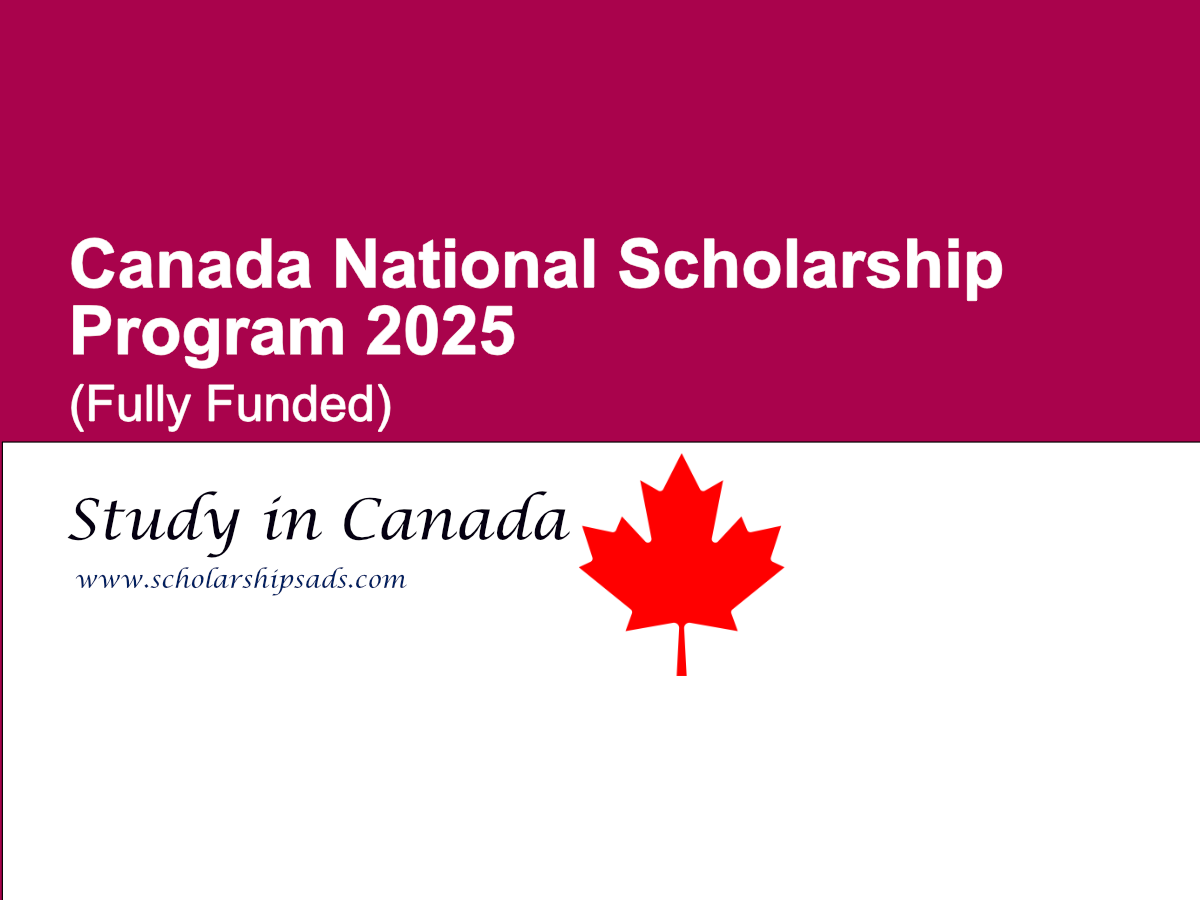 Canada National Scholarship
Program 2025
(Fully Funded)
Study in Canada
www.scholarshipsads.com